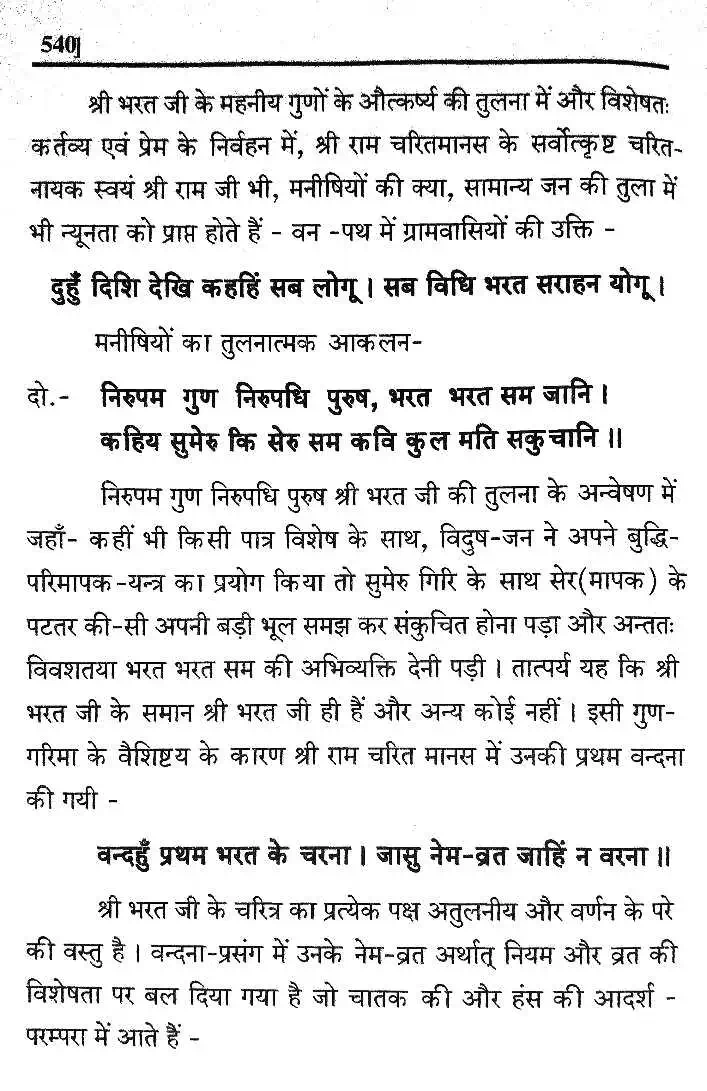 540]
श्री भरत जी के महनीय गुणों के औत्कर्ष्य की तुलना में और विशेषतः
कर्तव्य एवं प्रेम के निर्वहन में, श्री राम चरितमानस के सर्वोत्कृष्ट चरित-
नायक स्वयं श्री राम जी भी, मनीषियों की क्या, सामान्य जन की तुला में
भी न्यूनता को प्राप्त होते हैं - वन -पथ में ग्रामवासियों की उक्ति -
दुहुँ दिशि देखि कहहिं सब लोगू । सब विधि भरत सराहन योगू ।
मनीषियों का तुलनात्मक आकलन-
दो.- निरुपम गुण निरुपधि पुरुष, भरत भरत सम जानि ।
कहिय सुमेरु कि सेरु सम कवि कुल मति सकुचानि ॥
निरुपम गुण निरुपधि पुरुष श्री भरत जी की तुलना के अन्वेषण में
जहाँ- कहीं भी किसी पात्र विशेष के साथ, विदुष-जन ने अपने बुद्धि-
परिमापक-यन्त्र का प्रयोग किया तो सुमेरु गिरि के साथ सेर(मापक) के
पटतर की-सी अपनी बड़ी भूल समझ कर संकुचित होना पड़ा और अन्ततः
विवशतया भरत भरत सम की अभिव्यक्ति देनी पड़ी । तात्पर्य यह कि श्री
भरत जी के समान श्री भरत जी ही हैं और अन्य कोई नहीं । इसी गुण-
गरिमा के वैशिष्टय के कारण श्री राम चरित मानस में उनकी प्रथम वन्दना
की गयी -
वन्दहुँ प्रथम भरत के चरना । जासु नेम-व्रत जाहिं न वरना ॥
श्री भरत जी के चरित्र का प्रत्येक पक्ष अतुलनीय और वर्णन के परे
की वस्तु है । वन्दना-प्रसंग में उनके नेम-व्रत अर्थात् नियम और व्रत की
विशेषता पर बल दिया गया है जो चातक की और हंस की आदर्श -
परम्परा में आते हैं -